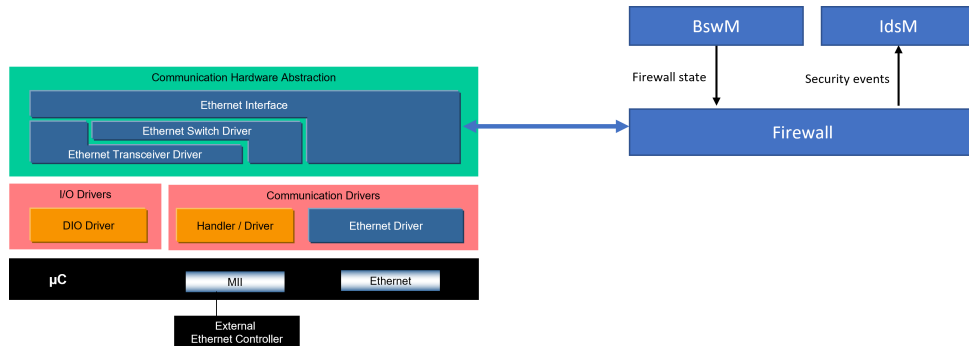 BswM
IdsM
Firewall state
Security events
Firewall
Communication Hardware Abstraction
Ethernet Interface
Ethernet Switch Driver
Ethernet Transceiver Driver
I/O Drivers
Communication Drivers
DIO Driver
Handler / Driver
Ethernet Driver
µC
MII
Ethernet
External
Ethernet Controller